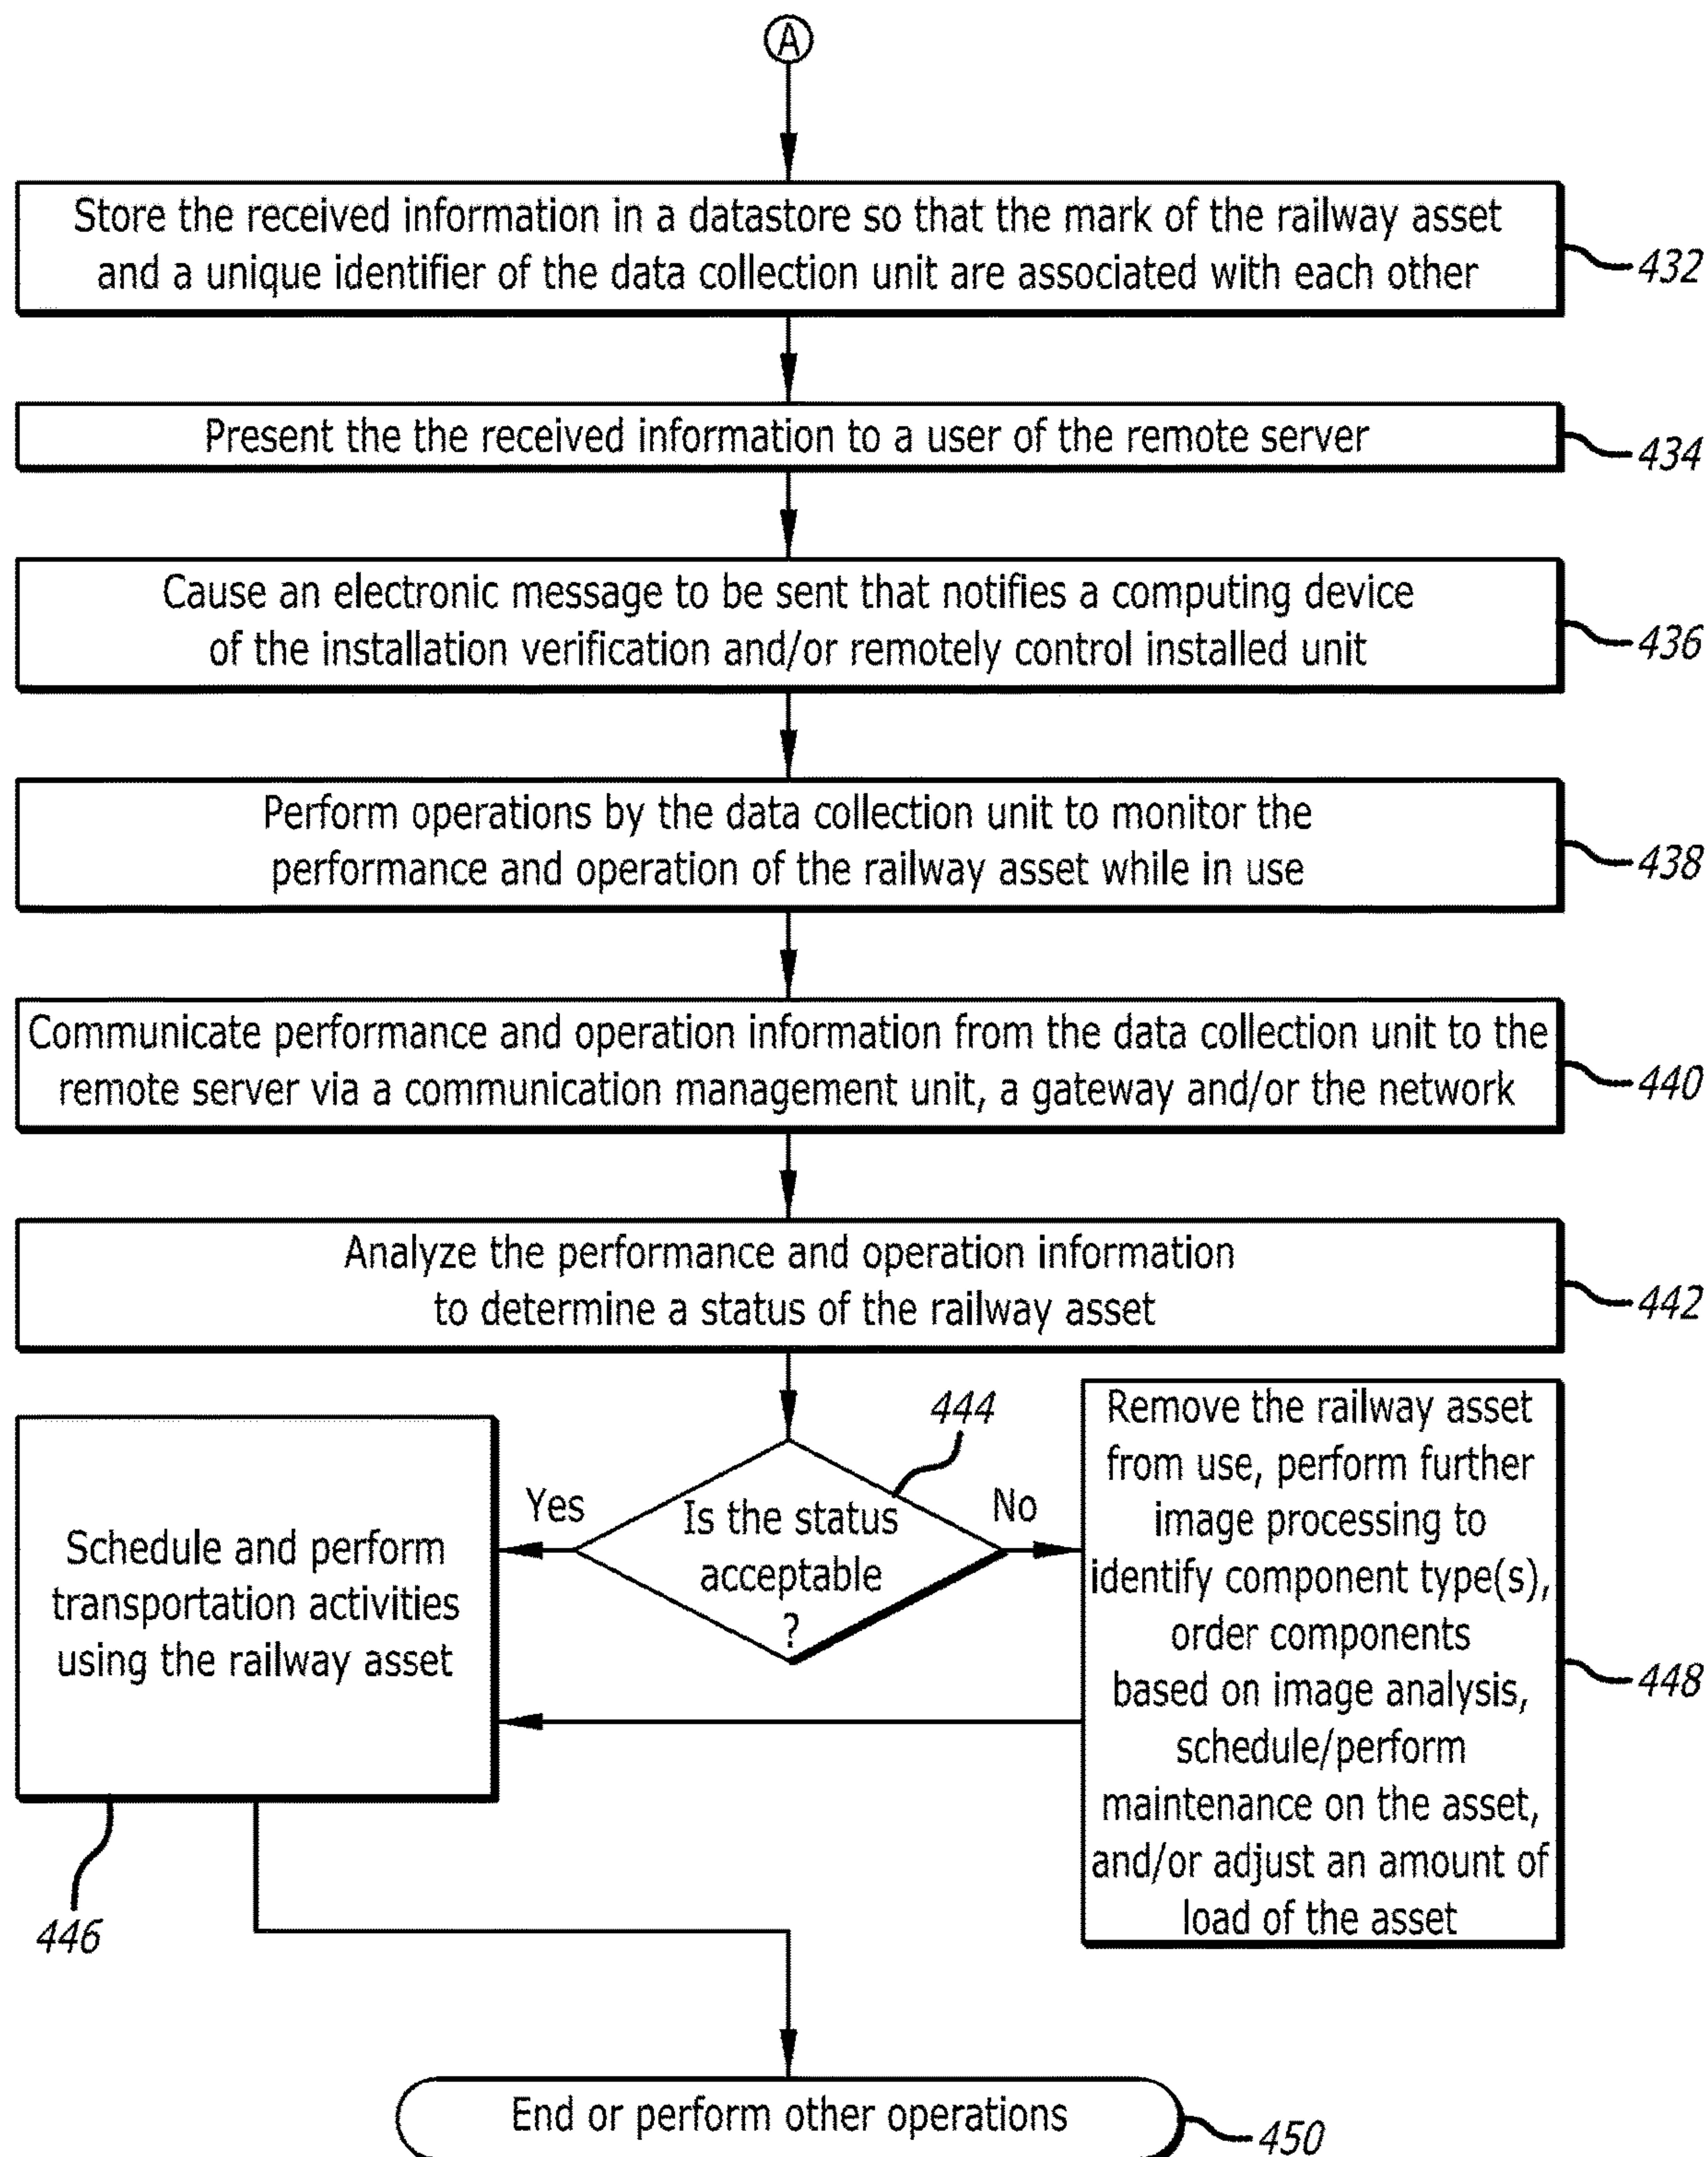 A
Store the received information in a datastore so that the mark of the railway asset
and a unique identifier of the data collection unit are associated with each other
432
Present the the received information to a user of the remote server
434
Cause an electronic message to be sent that notifies a computing device
of the installation verification and/or remotely control installed unit
436
Perform operations by the data collection unit to monitor the
performance and operation of the railway asset while in use
438
Communicate performance and operation information from the data collection unit to the
remote server via a communication management unit, a gateway and/or the network
440
Analyze the performance and operation information
to determine a status of the railway asset
442
444
Is the status
acceptable
?
Yes
No
Schedule and perform
transportation activities
using the railway asset
446
Remove the railway asset
from use, perform further
image processing to
identify component type(s),
order components
based on image analysis,
schedule/perform
maintenance on the asset,
and/or adjust an amount of
load of the asset
448
End or perform other operations
450